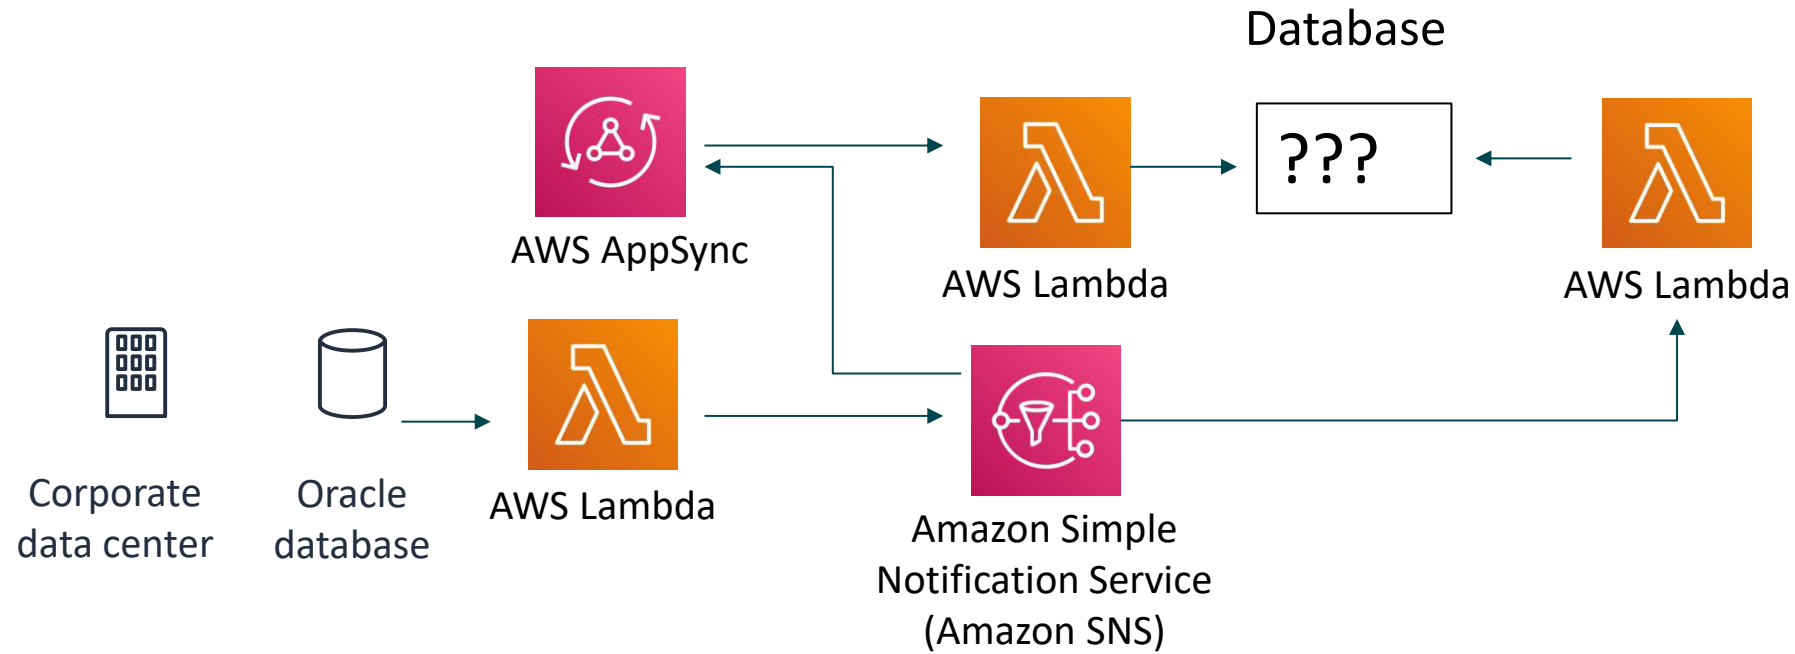 Database
???
AWS AppSync
AWS Lambda
AWS Lambda
Corporate
data center
Oracle
database
AWS Lambda
Amazon Simple
Notification Service
(Amazon SNS)